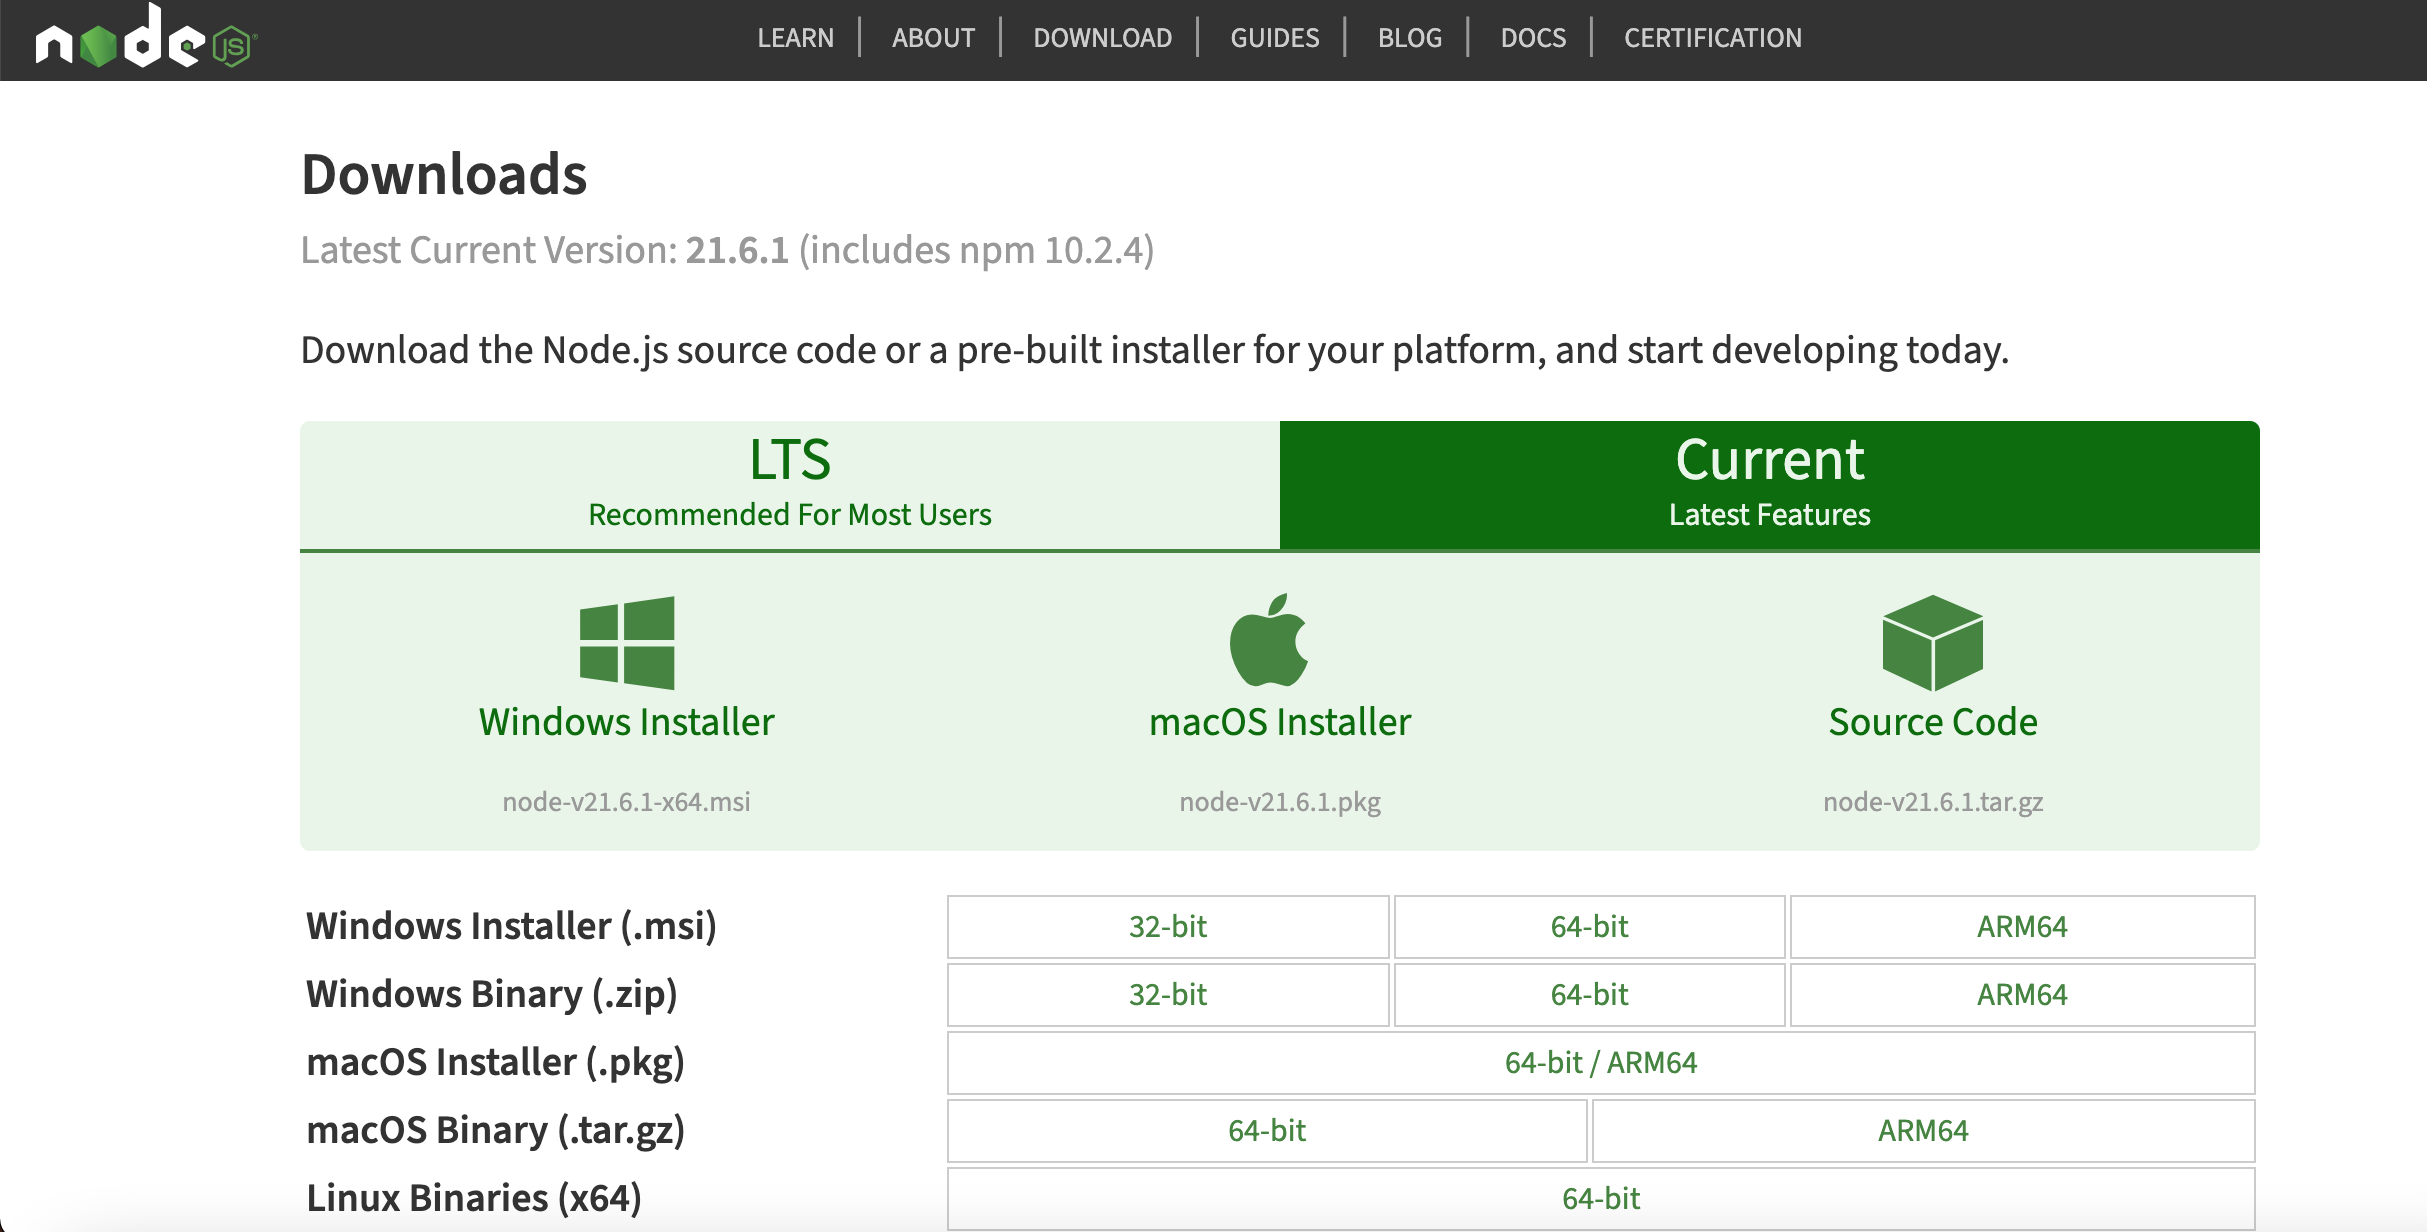 node JS
LEARN | ABOUT | DOWNLOAD | GUIDES | BLOG | DOCS | CERTIFICATION
Downloads
Latest Current Version: 21.6.1 (includes npm 10.2.4)
Download the Node.js source code or a pre-built installer for your platform, and start developing today.
LTS
Recommended For Most Users
Current
Latest Features
Windows Installer
node-v21.6.1-x64.msi
macOS Installer
node-v21.6.1.pkg
Source Code
node-v21.6.1.tar.gz
Windows Installer (.msi) 32-bit 64-bit ARM64
Windows Binary (.zip) 32-bit 64-bit ARM64
macOS Installer (.pkg) 64-bit / ARM64
macOS Binary (.tar.gz) 64-bit ARM64
Linux Binaries (x64) 64-bit